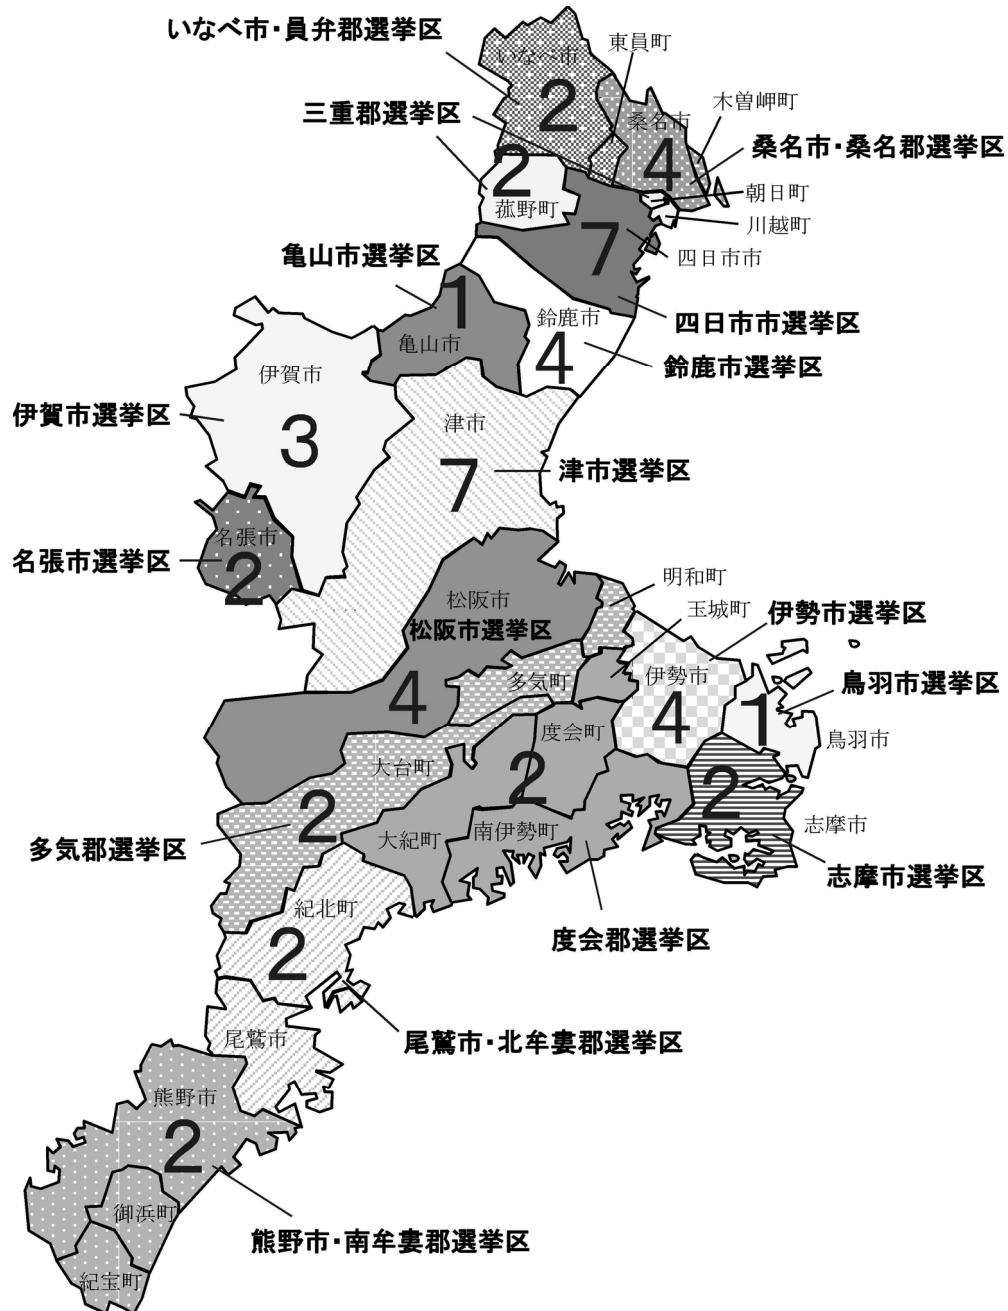 いなべ市・員弁郡選挙区
いなべ市
東員町
2
三重郡選挙区
桑名市
木曽岬町
4
桑名市・桑名郡選挙区
2
菰野町
朝日町
川越町
7
四日市市
亀山市選挙区
1
亀山市
鈴鹿市
四日市市選挙区
4
鈴鹿市選挙区
伊賀市
伊賀市選挙区
3
津市
7
津市選挙区
名張市
名張市選挙区
2
明和町
松阪市
玉城町
伊勢市選挙区
松阪市選挙区
4
多気町
伊勢市
4
鳥羽市選挙区
1
鳥羽市
度会町
2
大台町
2
2
志摩市
多気郡選挙区
大紀町
南伊勢町
志摩市選挙区
紀北町
2
度会郡選挙区
尾鷲市
尾鷲市・北牟婁郡選挙区
熊野市
2
御浜町
熊野市・南牟婁郡選挙区
紀宝町